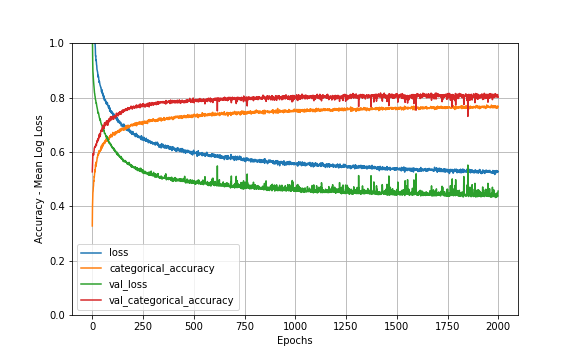 1.0
0.8
0.6
0.4
0.2
0.0
Accuracy - Mean Log Loss
loss
categorical_accuracy
val_loss
val_categorical_accuracy
0 250 500 750 1000 1250 1500 1750 2000
Epochs